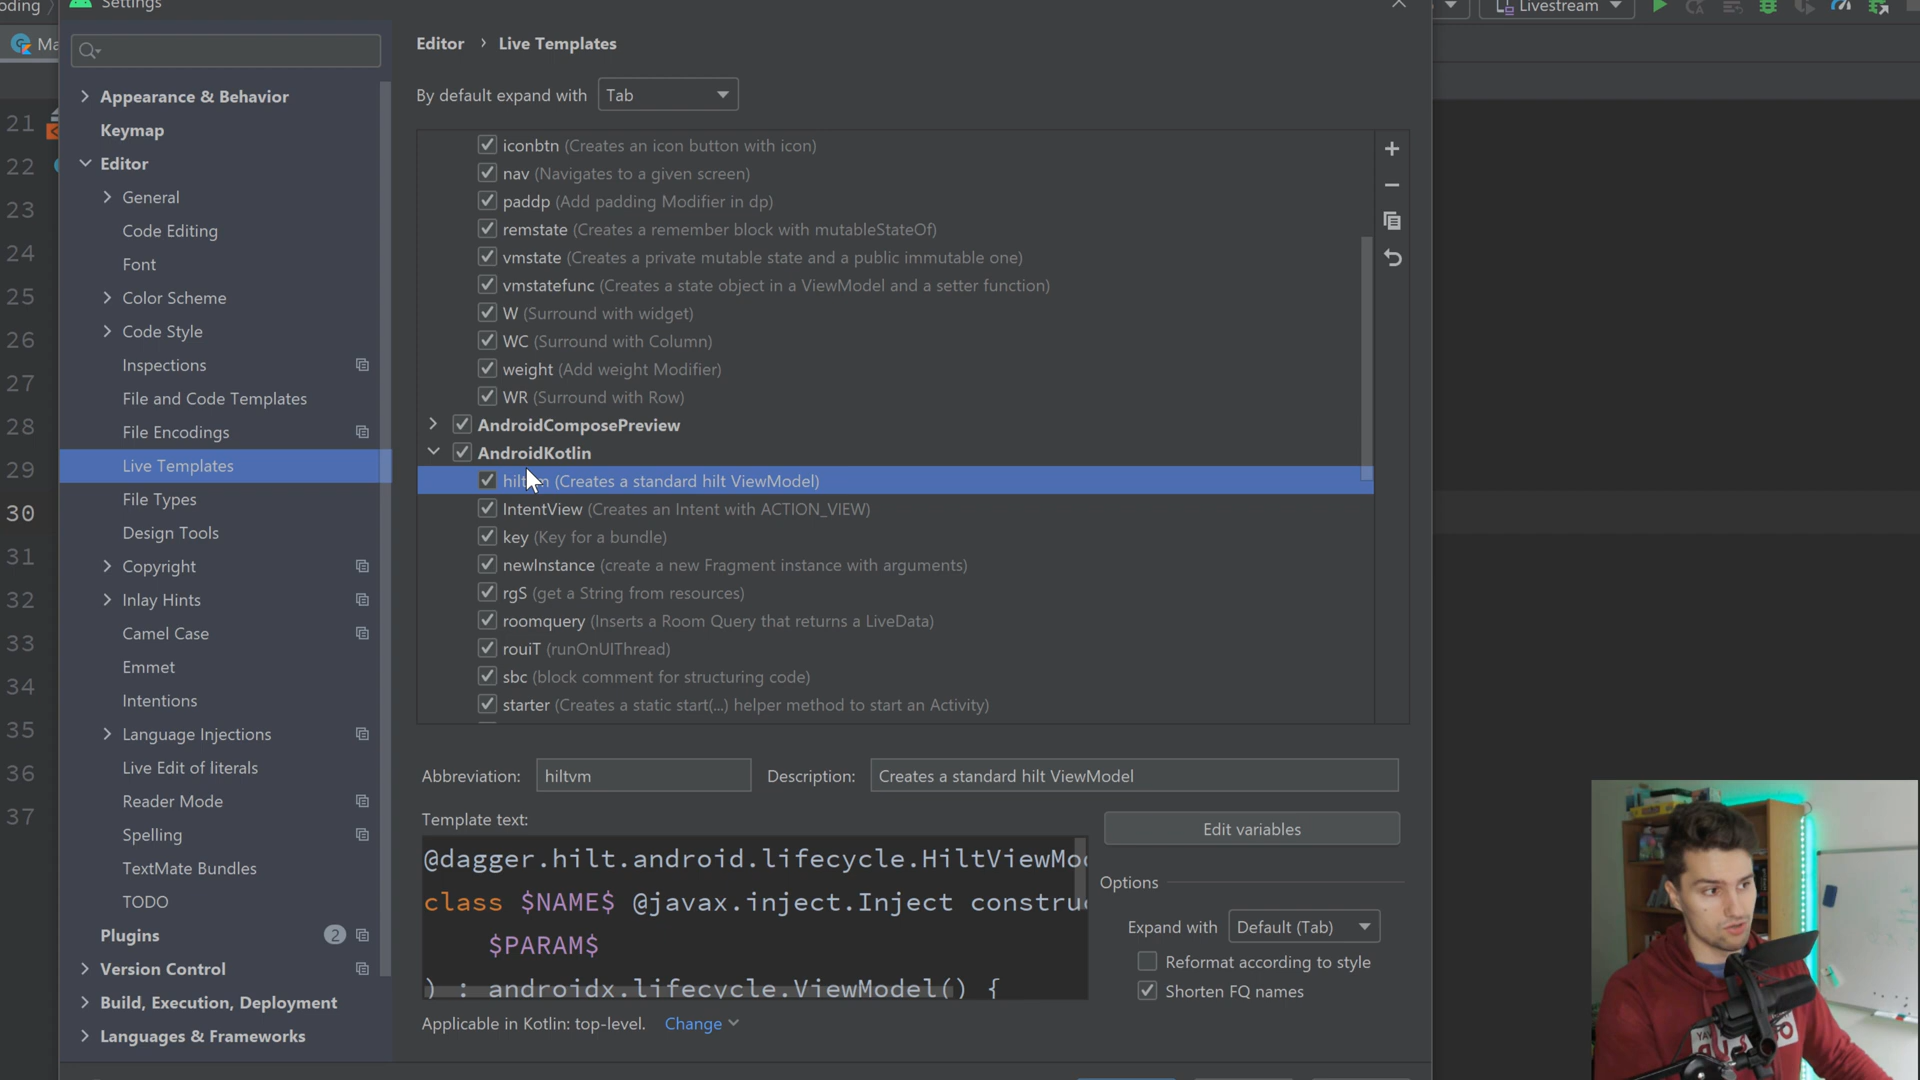 oding
Settings
Livestream
Ma
Editor › Live Templates
By default expand with Tab
Appearance & Behavior
Keymap
Editor
General
Code Editing
Font
Color Scheme
Code Style
Inspections
File and Code Templates
File Encodings
Live Templates
File Types
Design Tools
Copyright
Inlay Hints
Camel Case
Emmet
Intentions
Language Injections
Live Edit of literals
Reader Mode
Spelling
TextMate Bundles
TODO
Plugins 2
Version Control
Build, Execution, Deployment
Languages & Frameworks
21
22
23
24
25
26
27
28
29
30
31
32
33
34
35
36
37
iconbtn (Creates an icon button with icon)
nav (Navigates to a given screen)
paddp (Add padding Modifier in dp)
remstate (Creates a remember block with mutableStateOf)
vmstate (Creates a private mutable state and a public immutable one)
vmstatefunc (Creates a state object in a ViewModel and a setter function)
W (Surround with widget)
WC (Surround with Column)
weight (Add weight Modifier)
WR (Surround with Row)
AndroidComposePreview
AndroidKotlin
hiltvm (Creates a standard hilt ViewModel)
IntentView (Creates an Intent with ACTION_VIEW)
key (Key for a bundle)
newInstance (create a new Fragment instance with arguments)
rgS (get a String from resources)
roomquery (Inserts a Room Query that returns a LiveData)
rouiT (runOnUIThread)
sbc (block comment for structuring code)
starter (Creates a static start(...) helper method to start an Activity)
Abbreviation: hiltvm Description: Creates a standard hilt ViewModel
Template text:
@dagger.hilt.android.lifecycle.HiltViewMod
class $NAME$ @javax.inject.Inject constru
$PARAM$
) : androidx.lifecycle.ViewModel() {
Edit variables
Options
Expand with Default (Tab)
Reformat according to style
Shorten FQ names
Applicable in Kotlin: top-level. Change